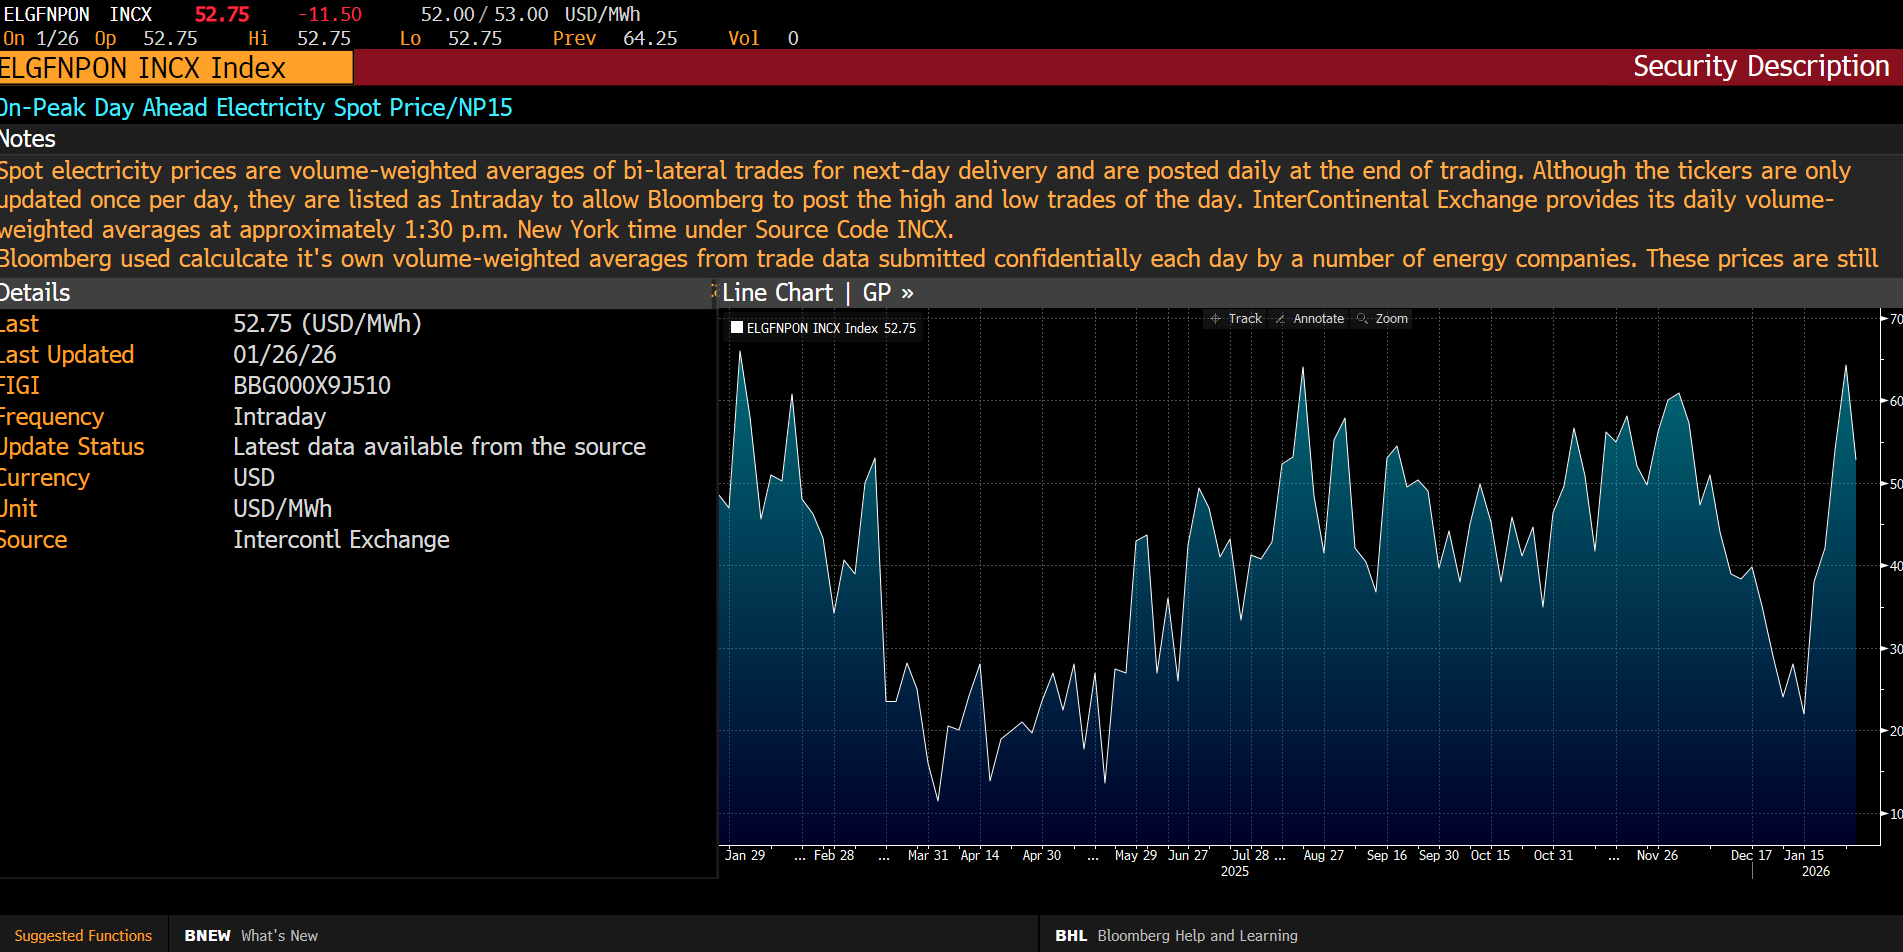 ELGFNPON INCX 52.75 -11.50 52.00 / 53.00 USD/MWh
On 1/26 Op 52.75 Hi 52.75 Lo 52.75 Prev 64.25 Vol 0
ELGFNPON INCX Index Security Description
On-Peak Day Ahead Electricity Spot Price/NP15
Notes
Spot electricity prices are volume-weighted averages of bi-lateral trades for next-day delivery and are posted daily at the end of trading. Although the tickers are only
updated once per day, they are listed as Intraday to allow Bloomberg to post the high and low trades of the day. InterContinental Exchange provides its daily volume-
weighted averages at approximately 1:30 p.m. New York time under Source Code INCX.
Bloomberg used calculcate it's own volume-weighted averages from trade data submitted confidentially each day by a number of energy companies. These prices are still
Details
Last 52.75 (USD/MWh)
Last Updated 01/26/26
FIGI BBG000X9J510
Frequency Intraday
Update Status Latest data available from the source
Currency USD
Unit USD/MWh
Source Intercontl Exchange
Line Chart | GP »
Track Annotate Zoom
ELGFNPON INCX Index 52.75
70
60
50
40
30
20
10
Jan 29 ... Feb 28 ... Mar 31 Apr 14 Apr 30 ... May 29 Jun 27 Jul 28 ... Aug 27 Sep 16 Sep 30 Oct 15 Oct 31 ... Nov 26 Dec 17 Jan 15
2025 2026
Suggested Functions BNEW What's New BHL Bloomberg Help and Learning